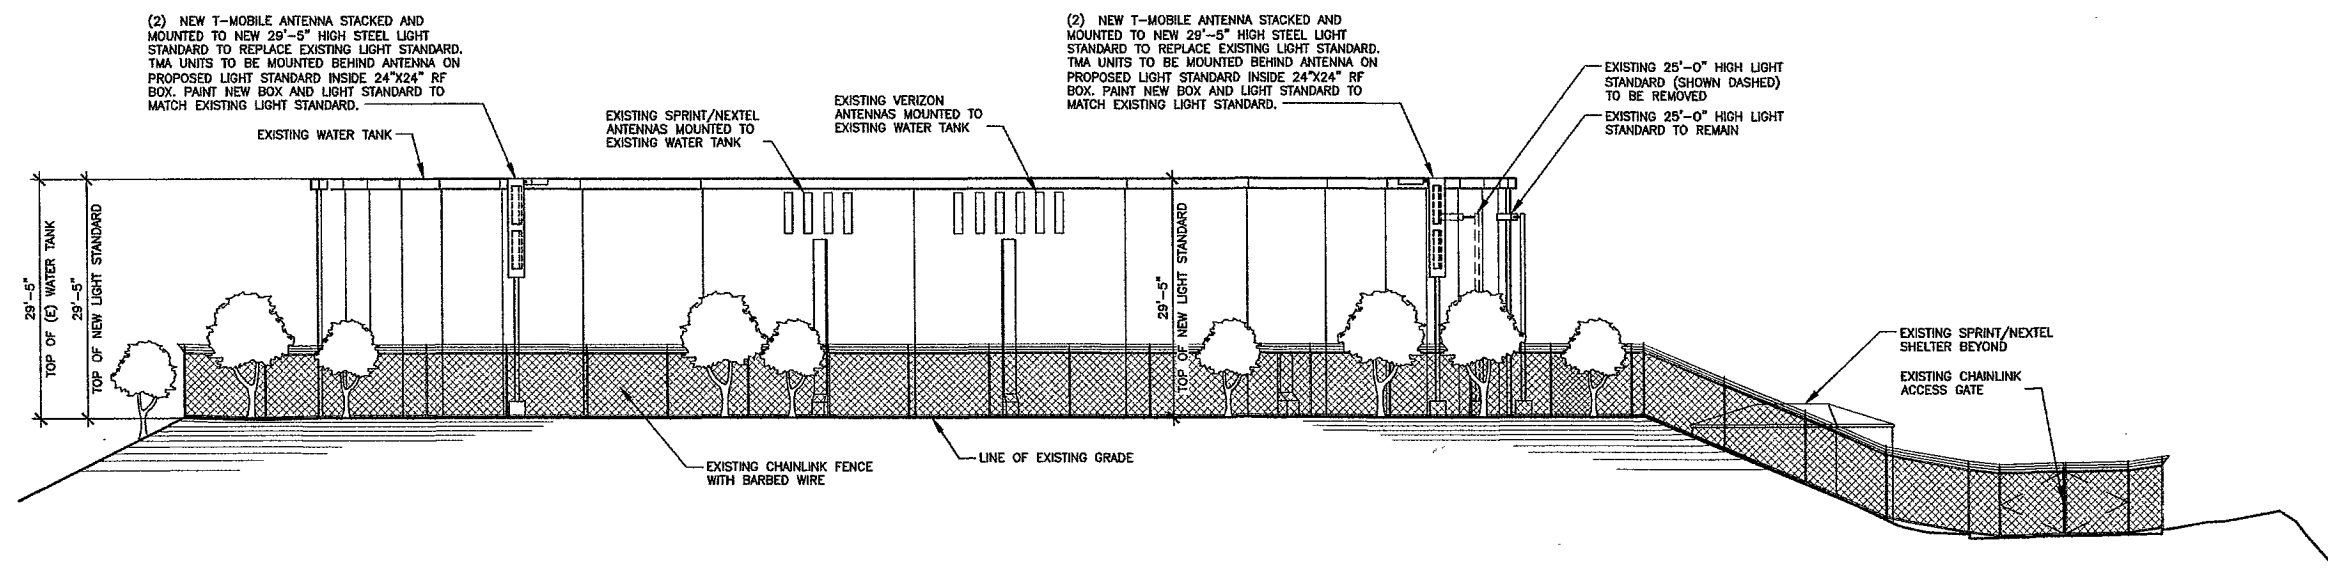 (2) NEW T-MOBILE ANTENNA STACKED AND
MOUNTED TO NEW 29'-5" HIGH STEEL LIGHT
STANDARD TO REPLACE EXISTING LIGHT STANDARD.
TMA UNITS TO BE MOUNTED BEHIND ANTENNA ON
PROPOSED LIGHT STANDARD INSIDE 24"X24" RF
BOX. PAINT NEW BOX AND LIGHT STANDARD TO
MATCH EXISTING LIGHT STANDARD.
EXISTING WATER TANK
EXISTING SPRINT/NEXTEL
ANTENNAS MOUNTED TO
EXISTING WATER TANK
EXISTING VERIZON
ANTENNAS MOUNTED TO
EXISTING WATER TANK
(2) NEW T-MOBILE ANTENNA STACKED AND
MOUNTED TO NEW 29'-5" HIGH STEEL LIGHT
STANDARD TO REPLACE EXISTING LIGHT STANDARD.
TMA UNITS TO BE MOUNTED BEHIND ANTENNA ON
PROPOSED LIGHT STANDARD INSIDE 24"X24" RF
BOX. PAINT NEW BOX AND LIGHT STANDARD TO
MATCH EXISTING LIGHT STANDARD.
EXISTING 25'-0" HIGH LIGHT
STANDARD (SHOWN DASHED)
TO BE REMOVED
EXISTING 25'-0" HIGH LIGHT
STANDARD TO REMAIN
29'-5"
TOP OF (E) WATER TANK
29'-5"
TOP OF NEW LIGHT STANDARD
29'-5"
TOP OF NEW LIGHT STANDARD
EXISTING SPRINT/NEXTEL
SHELTER BEYOND
EXISTING CHAINLINK
ACCESS GATE
LINE OF EXISTING GRADE
EXISTING CHAINLINK FENCE
WITH BARBED WIRE